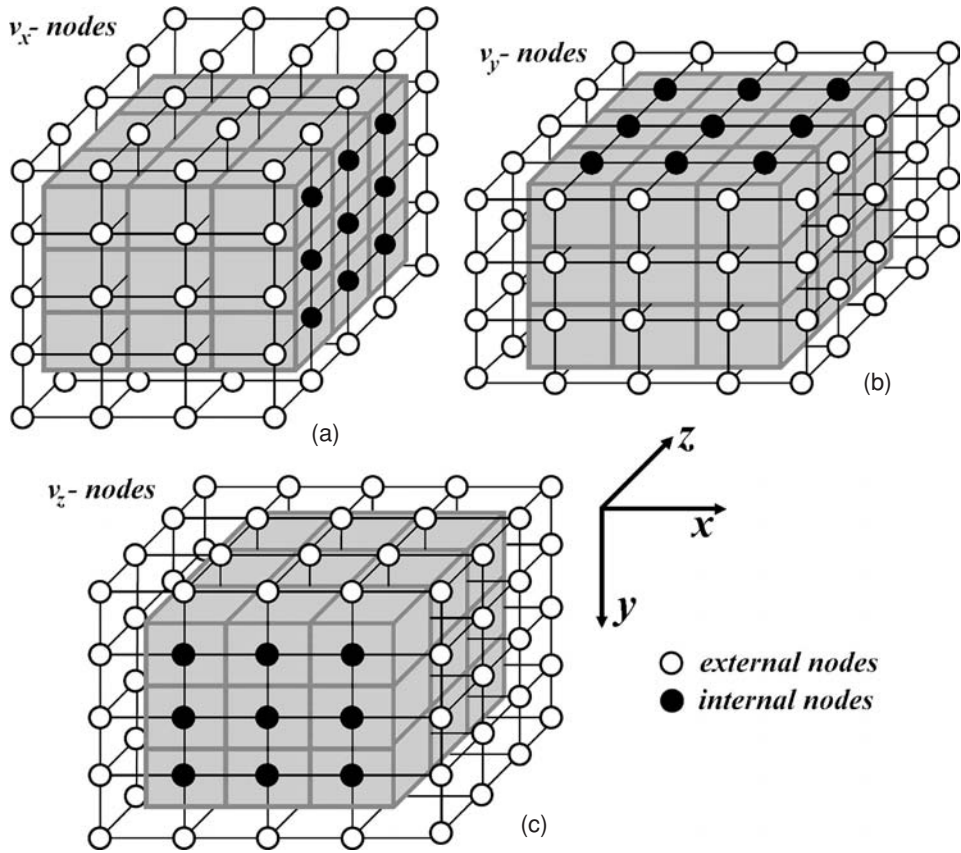 vx- nodes
vy- nodes
(a)
(b)
vz- nodes
z
x
y
external nodes
internal nodes
(c)